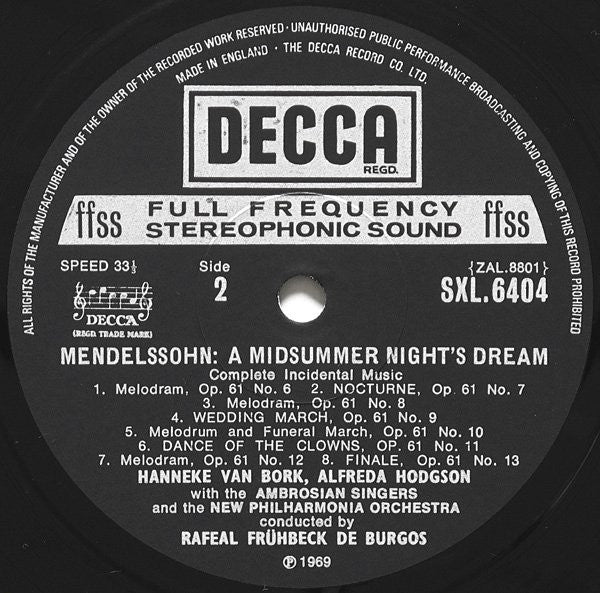 ALL RIGHTS OF THE MANUFACTURER AND OF THE OWNER OF THE RECORDED WORK RESERVED · UNAUTHORISED PUBLIC PERFORMANCE BROADCASTING AND COPYING OF THIS RECORD PROHIBITED
MADE IN ENGLAND · THE DECCA RECORD CO. LTD.
DECCA
REGD.
ffss FULL FREQUENCY ffss
STEREOPHONIC SOUND
SPEED 33⅓ Side {ZAL.8801}
2 SXL.6404
DECCA
(REGD. TRADE MARK)
MENDELSSOHN: A MIDSUMMER NIGHT'S DREAM
Complete Incidental Music
1. Melodram, Op. 61 No. 6 2. NOCTURNE, Op. 61 No. 7
3. Melodram, Op. 61 No. 8
4. WEDDING MARCH, Op. 61 No. 9
5. Melodrum and Funeral March, Op. 61 No. 10
6. DANCE OF THE CLOWNS, OP. 61 No. 11
7. Melodram, Op. 61 No. 12 8. FINALE, Op. 61 No. 13
HANNEKE VAN BORK, ALFREDA HODGSON
with the AMBROSIAN SINGERS
and the NEW PHILHARMONIA ORCHESTRA
conducted by
RAFEAL FRÜHBECK DE BURGOS
℗ 1969